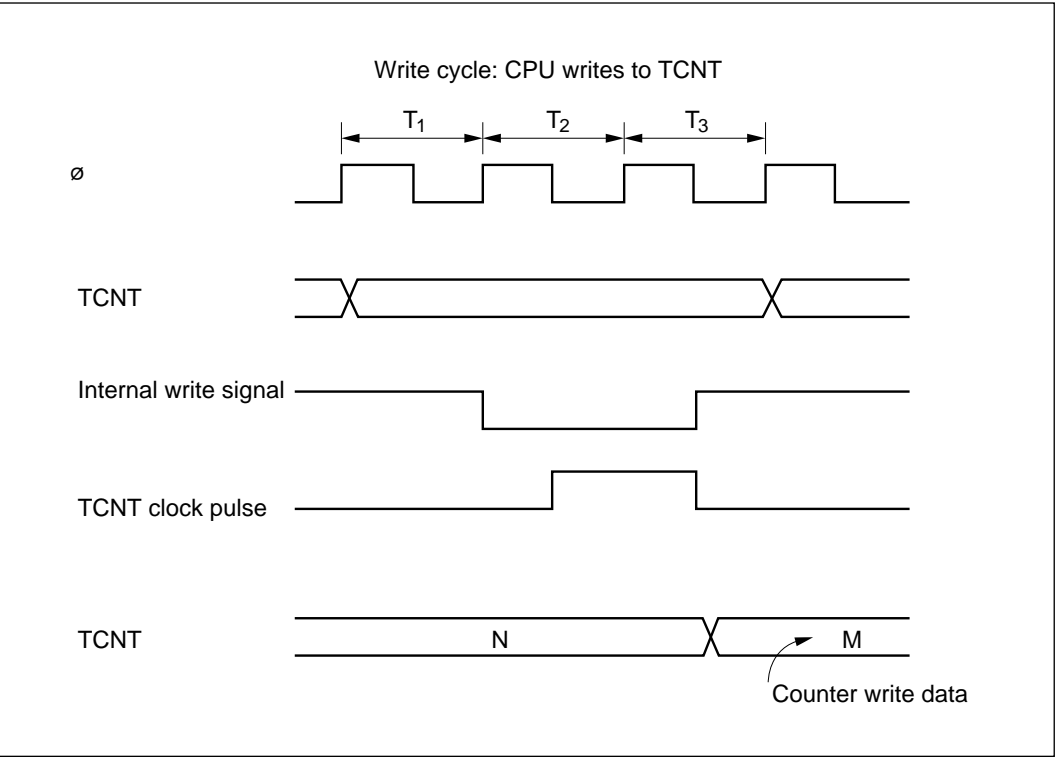 Write cycle: CPU writes to TCNT
T1 T2 T3
ø
TCNT
Internal write signal
TCNT clock pulse
TCNT N M
Counter write data